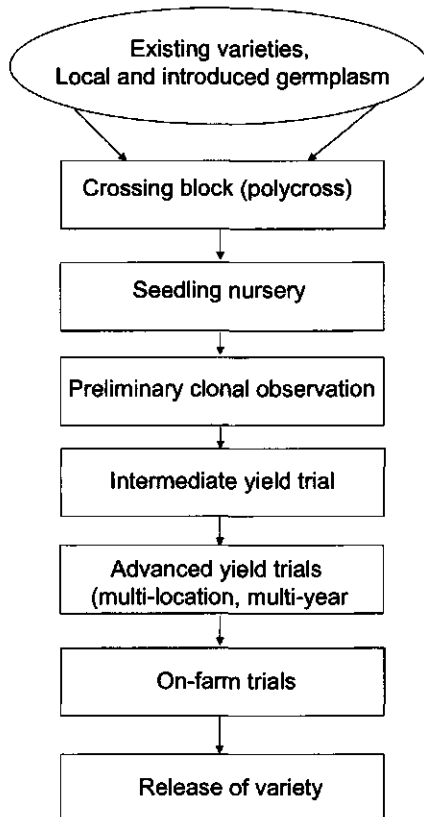 Existing varieties,
Local and introduced germplasm
Crossing block (polycross)
Seedling nursery
Preliminary clonal observation
Intermediate yield trial
Advanced yield trials
(multi-location, multi-year
On-farm trials
Release of variety